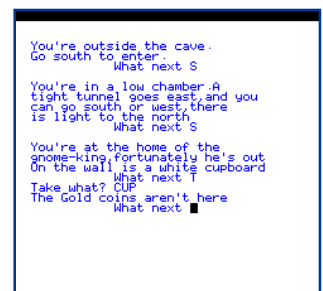 You're outside the cave.
Go south to enter.
What next S
You're in a low chamber.A
tight tunnel goes east,and you
can go south or west,there
is light to the north
What next S
You're at the home of the
gnome-king,fortunately he's out
On the wall is a white cupboard
What next T
Take what? CUP
The Gold coins aren't here
What next